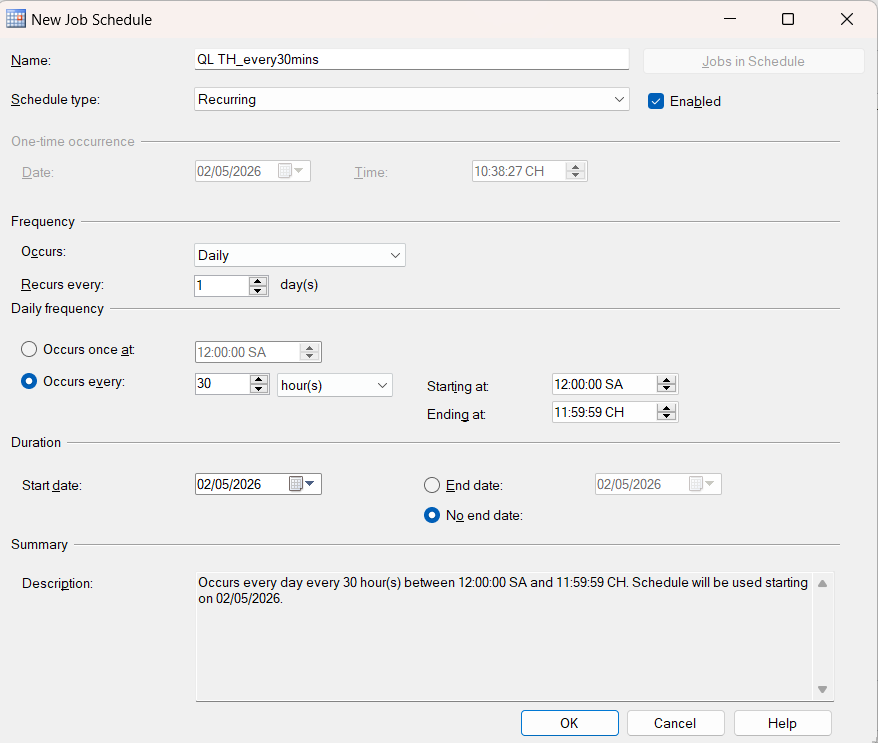 New Job Schedule
Name: QL TH_every30mins Jobs in Schedule
Schedule type: Recurring Enabled
One-time occurrence
Date: 02/05/2026 Time: 10:38:27 CH
Frequency
Occurs: Daily
Recurs every: 1 day(s)
Daily frequency
Occurs once at: 12:00:00 SA
Occurs every: 30 hour(s) Starting at: 12:00:00 SA
Ending at: 11:59:59 CH
Duration
Start date: 02/05/2026 End date: 02/05/2026
No end date:
Summary
Description: Occurs every day every 30 hour(s) between 12:00:00 SA and 11:59:59 CH. Schedule will be used starting
on 02/05/2026.
OK Cancel Help